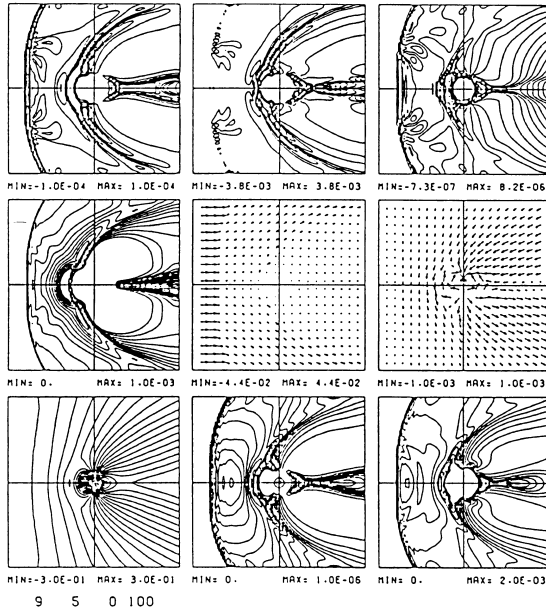 MIN=-1.0E-04 MAX= 1.0E-04 MIN=-3.8E-03 MAX= 3.8E-03 MIN=-7.3E-07 MAX= 8.2E-06
MIN= 0. MAX= 1.0E-03 MIN=-4.4E-02 MAX= 4.4E-02 MIN=-1.0E-03 MAX= 1.0E-03
MIN=-3.0E-01 MAX= 3.0E-01 MIN= 0. MAX= 1.0E-06 MIN= 0. MAX= 2.0E-03
9 5 0 100